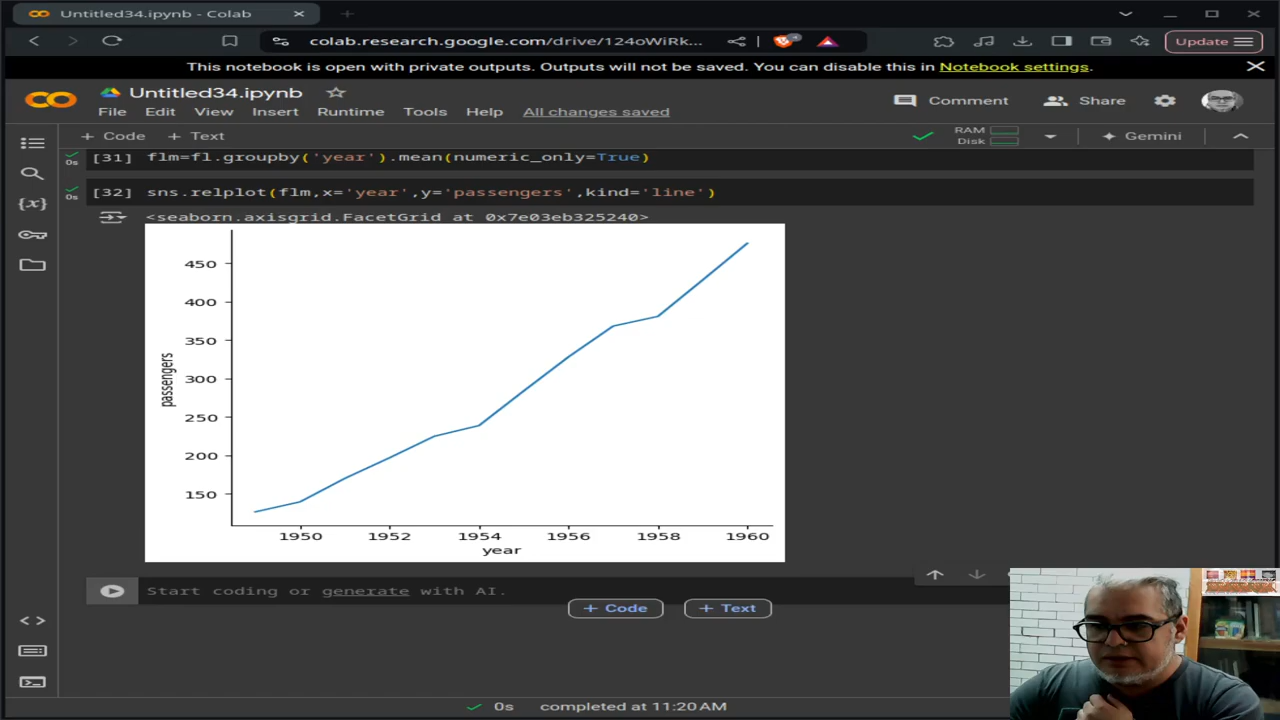 Untitled34.ipynb - Colab
colab.research.google.com/drive/124oWiRk...
Update
This notebook is open with private outputs. Outputs will not be saved. You can disable this in Notebook settings.
Untitled34.ipynb
File Edit View Insert Runtime Tools Help All changes saved
Comment Share
+ Code + Text
RAM
Disk
Gemini
0s
[31] flm=fl.groupby('year').mean(numeric_only=True)
0s
[32] sns.relplot(flm,x='year',y='passengers',kind='line')
<seaborn.axisgrid.FacetGrid at 0x7e03eb325240>
450
400
350
300
250
200
150
passengers
1950 1952 1954 1956 1958 1960
year
Start coding or generate with AI.
+ Code + Text
0s completed at 11:20 AM